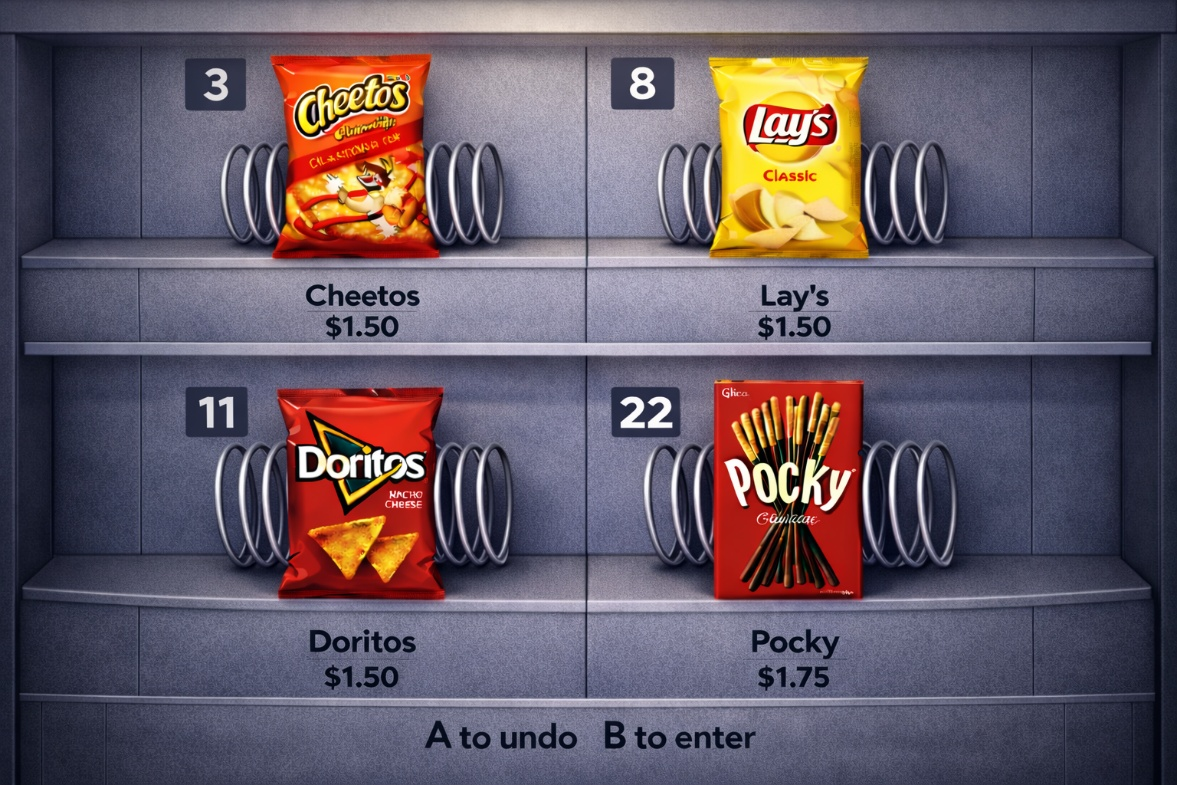 3
Cheetos
8
Lay's
Classic
Cheetos
$1.50
Lay's
$1.50
11
Doritos
NACHO
CHEESE
22
Glico
Pocky
Doritos
$1.50
Pocky
$1.75
A to undo B to enter